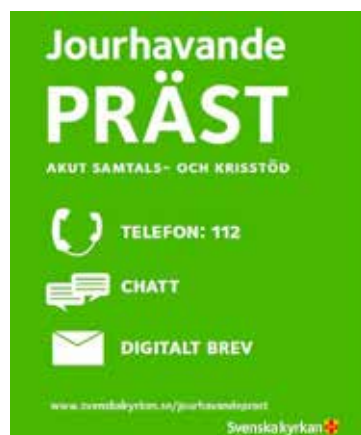 Jourhavande
PRÄST
AKUT SAMTALS- OCH KRISSTÖD
TELEFON: 112
CHATT
DIGITALT BREV
www.svenskakyrkan.se/jourhavandeprast
Svenska kyrkan